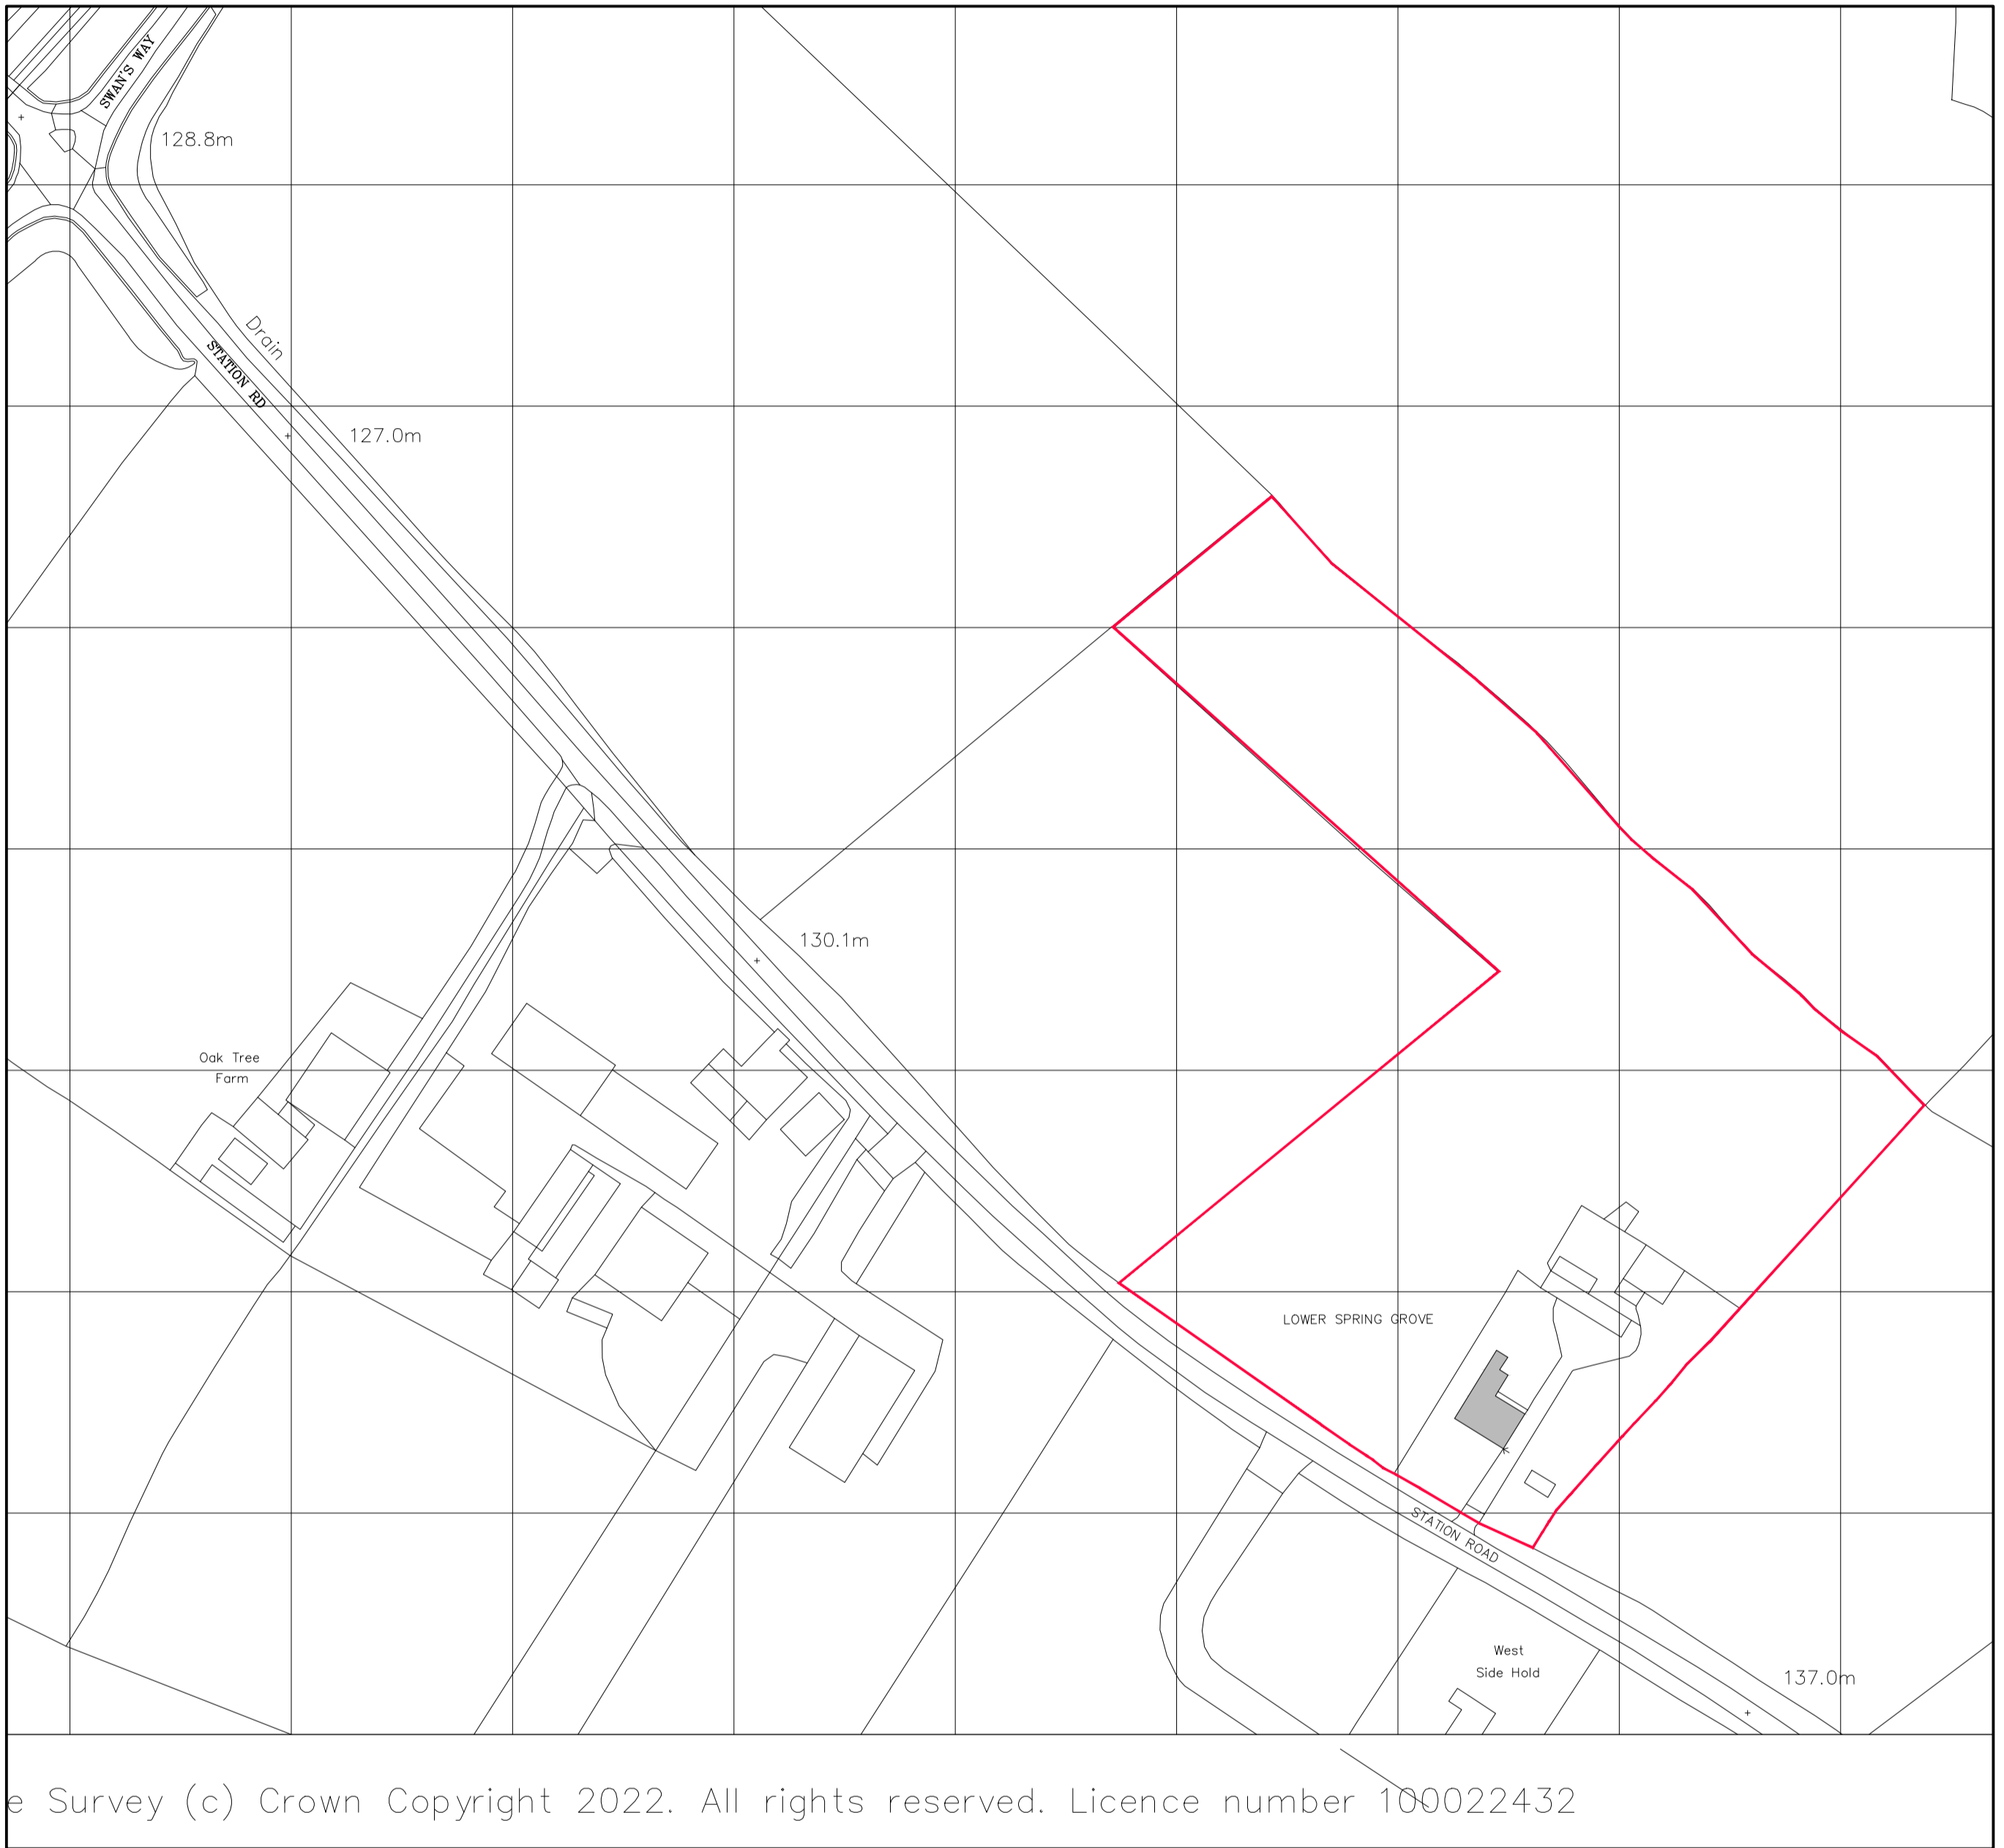 SWAN'S WAY
128.8m
Drain
STATION RD
127.0m
130.1m
Oak Tree
Farm
LOWER SPRING GROVE
STATION ROAD
West
Side Hold
137.0m
e Survey (c) Crown Copyright 2022. All rights reserved. Licence number 100022432